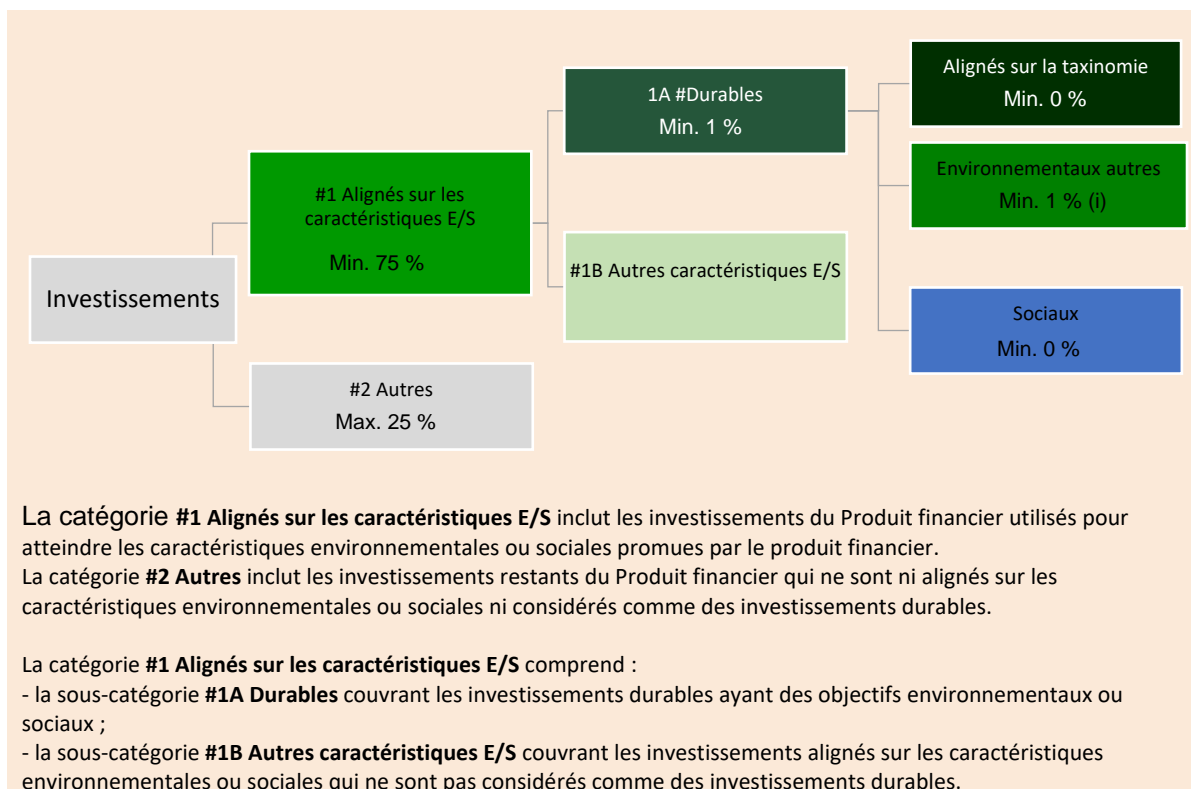 Investissements
#1 Alignés sur les
caractéristiques E/S
Min. 75 %
#2 Autres
Max. 25 %
1A #Durables
Min. 1 %
#1B Autres caractéristiques E/S
Alignés sur la taxinomie
Min. 0 %
Environnementaux autres
Min. 1 % (i)
Sociaux
Min. 0 %
La catégorie #1 Alignés sur les caractéristiques E/S inclut les investissements du Produit financier utilisés pour
atteindre les caractéristiques environnementales ou sociales promues par le produit financier.
La catégorie #2 Autres inclut les investissements restants du Produit financier qui ne sont ni alignés sur les
caractéristiques environnementales ou sociales ni considérés comme des investissements durables.
La catégorie #1 Alignés sur les caractéristiques E/S comprend :
- la sous-catégorie #1A Durables couvrant les investissements durables ayant des objectifs environnementaux ou
sociaux ;
- la sous-catégorie #1B Autres caractéristiques E/S couvrant les investissements alignés sur les caractéristiques
environnementales ou sociales qui ne sont pas considérés comme des investissements durables.